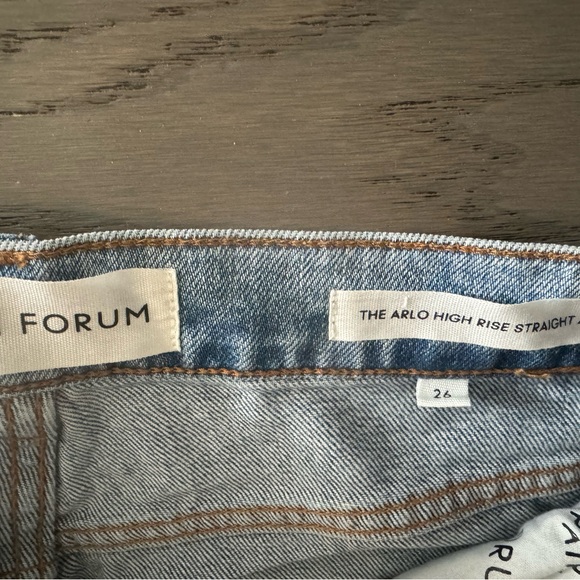 FORUM
THE ARLO HIGH RISE STRAIGHT
26